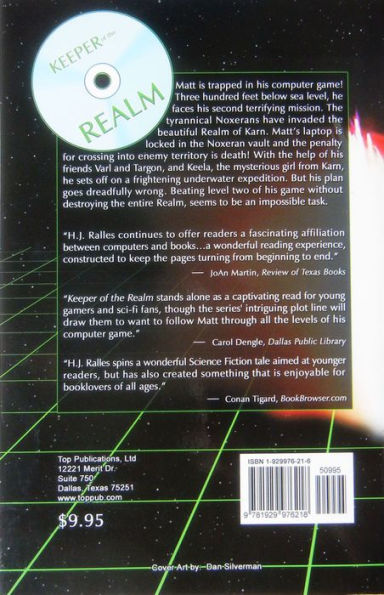 KEEPER of the
REALM
Matt is trapped in his computer game!
Three hundred feet below sea level, he
faces his second terrifying mission. The
tyrannical Noxerans have invaded the
beautiful Realm of Karn. Matt's laptop is
locked in the Noxeran vault and the penalty
for crossing into enemy territory is death! With the help of his
friends Varl and Targon, and Keela, the mysterious girl from Karn,
he sets off on a frightening underwater expedition. But his plan
goes dreadfully wrong. Beating level two of his game without
destroying the entire Realm, seems to be an impossible task.
"H.J. Ralles continues to offer readers a fascinating affiliation
between computers and books...a wonderful reading experience,
constructed to keep the pages turning from beginning to end."
— JoAn Martin, Review of Texas Books
"Keeper of the Realm stands alone as a captivating read for young
gamers and sci-fi fans, though the series' intriguing plot line will
draw them to want to follow Matt through all the levels of his
computer game."
— Carol Dengle, Dallas Public Library
"H.J. Ralles spins a wonderful Science Fiction tale aimed at younger
readers, but has also created something that is enjoyable for
booklovers of all ages."
— Conan Tigard, BookBrowser.com
Top Publications, Ltd
12221 Merit Dr.
Suite 750
Dallas, Texas 75251
www.toppub.com
$9.95
ISBN 1-929976-21-6
50995
9 781929 976218
Cover Art by: Dan Silverman